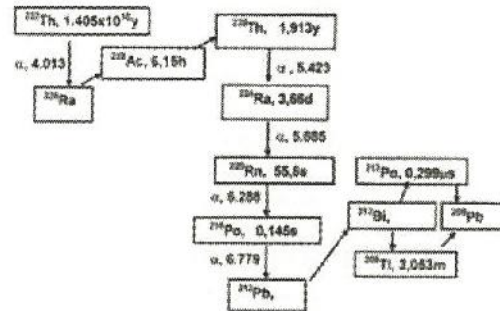 ²³²Th, 1.405x10¹⁰y
α, 4.013
²²⁸Ra
²²⁸Ac, 6,15h
²²⁸Th, 1,913y
α, 5.423
²²⁴Ra, 3,66d
α, 5.685
²²⁰Rn, 55,6s
α, 6.288
²¹⁶Po, 0,145s
α, 6.779
²¹²Pb,
²¹²Bi,
²¹²Po, 0,299μs
²⁰⁸Tl, 3,053m
²⁰⁸Pb